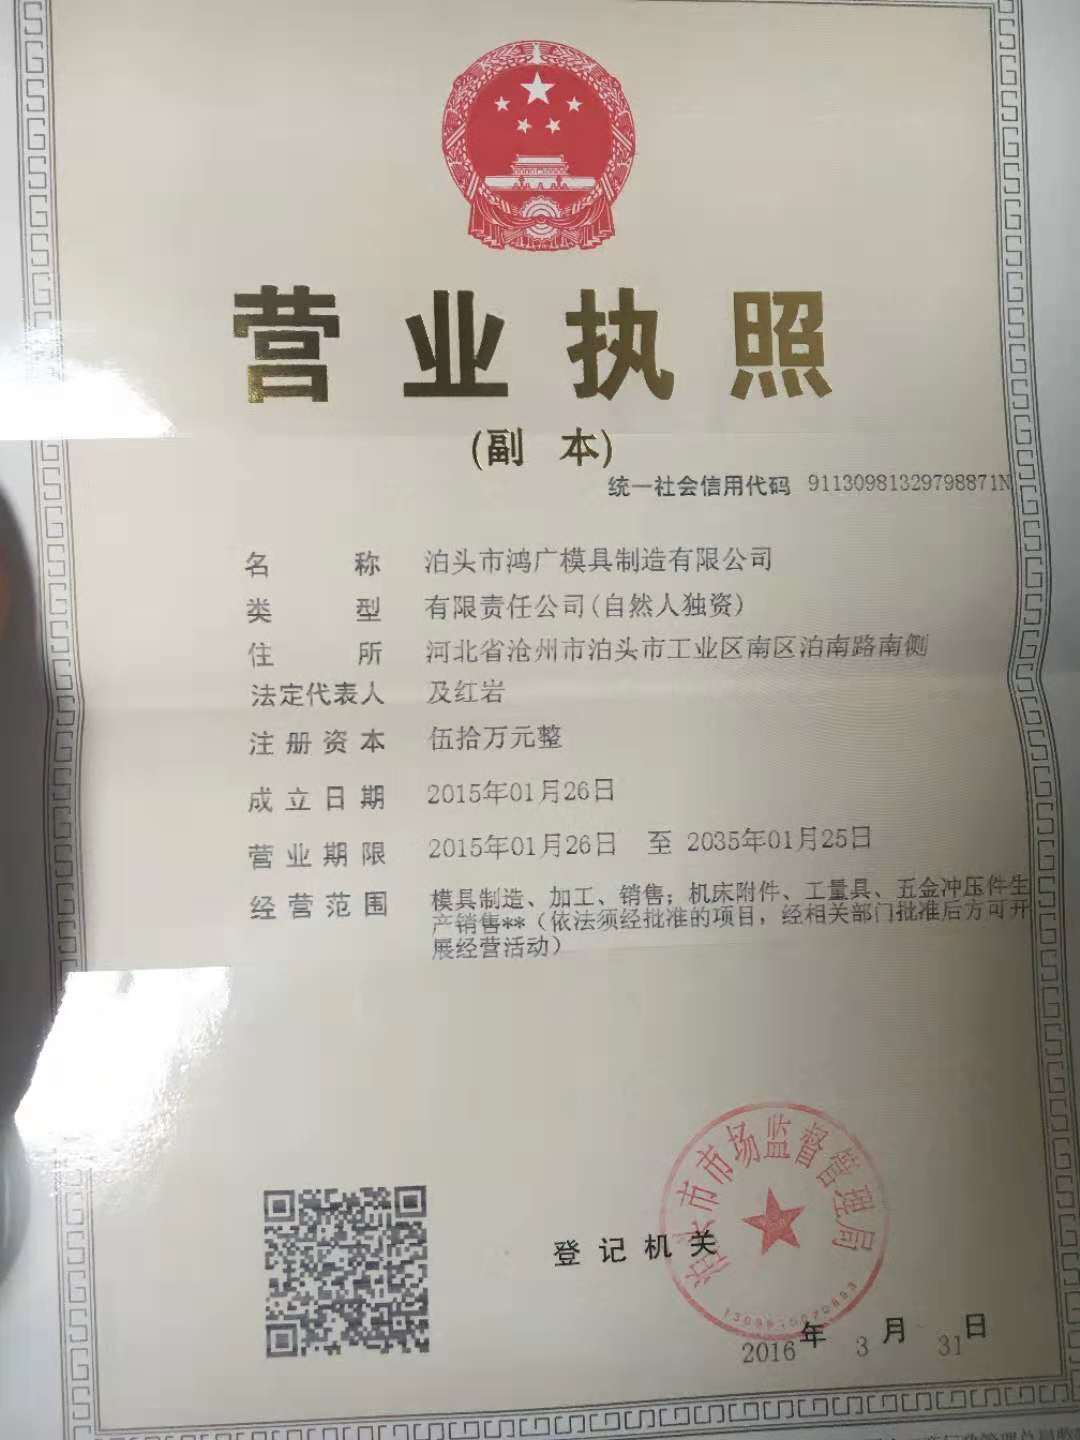 营业执照
(副 本)
统一社会信用代码 91130981329798871N
名 称 泊头市鸿广模具制造有限公司
类 型 有限责任公司(自然人独资)
住 所 河北省沧州市泊头市工业区南区泊南路南侧
法定代表人 及红岩
注册资本 伍拾万元整
成立日期 2015年01月26日
营业期限 2015年01月26日 至 2035年01月25日
经营范围 模具制造、加工、销售；机床附件、工量具、五金冲压件生
产销售**（依法须经批准的项目，经相关部门批准后方可开
展经营活动）
泊头市市场监督管理局
登记机关
2016年 3月 31日